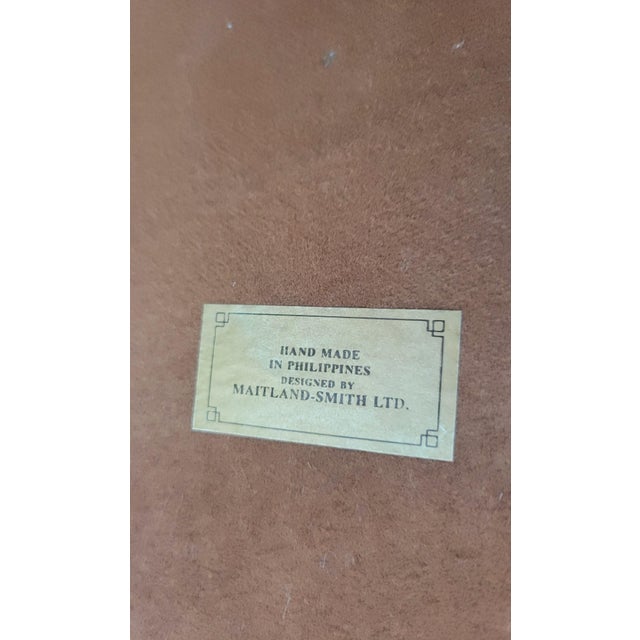 HAND MADE
IN PHILIPPINES
DESIGNED BY
MAITLAND-SMITH LTD.